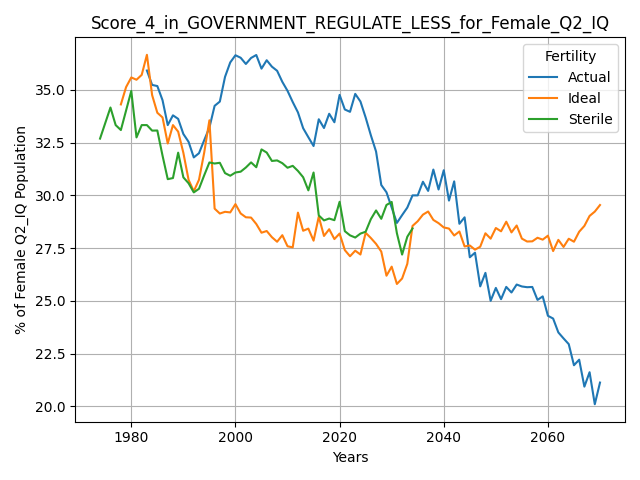 Score_4_in_GOVERNMENT_REGULATE_LESS_for_Female_Q2_IQ
Fertility
Actual
Ideal
Sterile
% of Female Q2_IQ Population
35.0
32.5
30.0
27.5
25.0
22.5
20.0
1980
2000
2020
2040
2060
Years